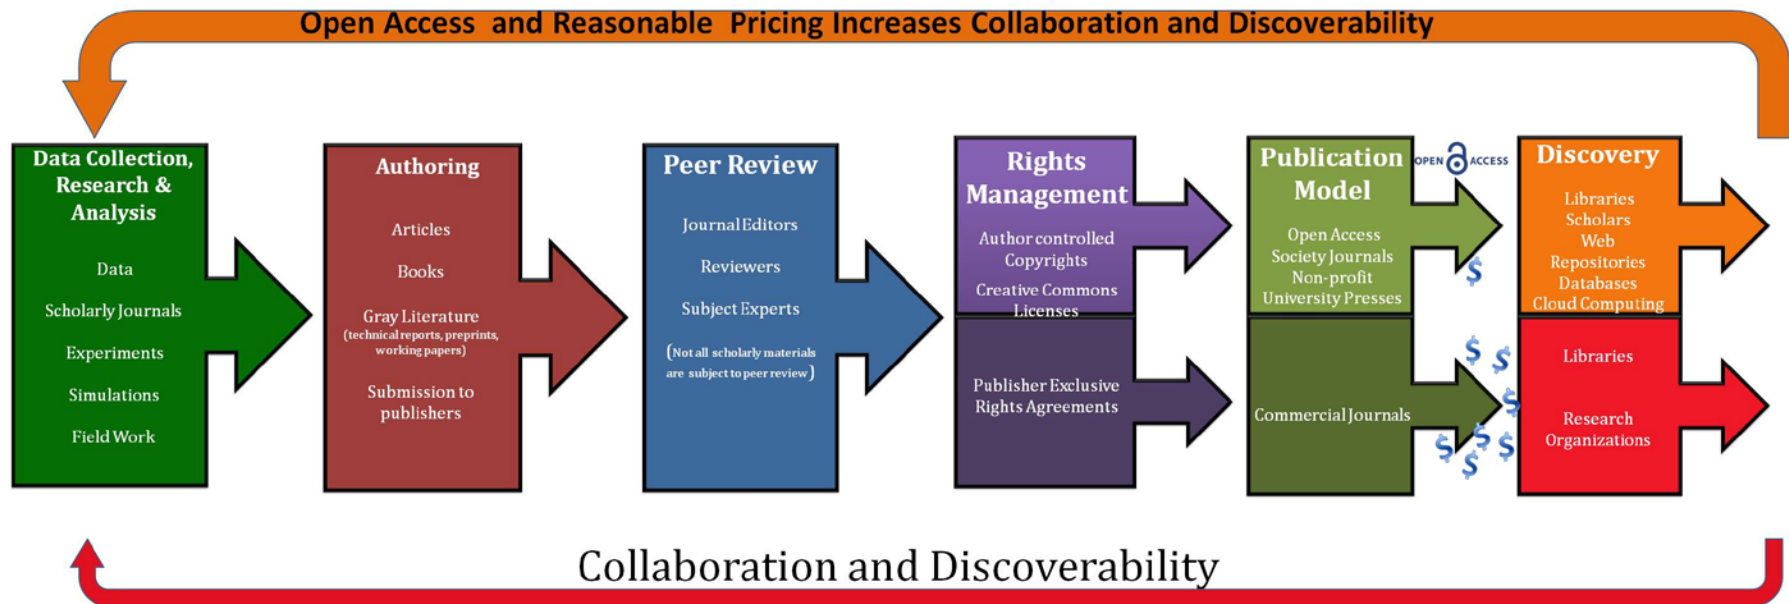 Open Access and Reasonable Pricing Increases Collaboration and Discoverability
Data Collection,
Research &
Analysis
Data
Scholarly Journals
Experiments
Simulations
Field Work
Authoring
Articles
Books
Gray Literature
(technical reports, preprints,
working papers)
Submission to
publishers
Peer Review
Journal Editors
Reviewers
Subject Experts
(Not all scholarly materials
are subject to peer review)
Rights
Management
Author controlled
Copyrights
Creative Commons
Licenses
Publisher Exclusive
Rights Agreements
Publication
Model
Open Access
Society Journals
Non-profit
University Presses
Commercial Journals
OPEN ACCESS
$
$ $
$
$
$ $ $
$
Discovery
Libraries
Scholars
Web
Repositories
Databases
Cloud Computing
Libraries
Research
Organizations
Collaboration and Discoverability